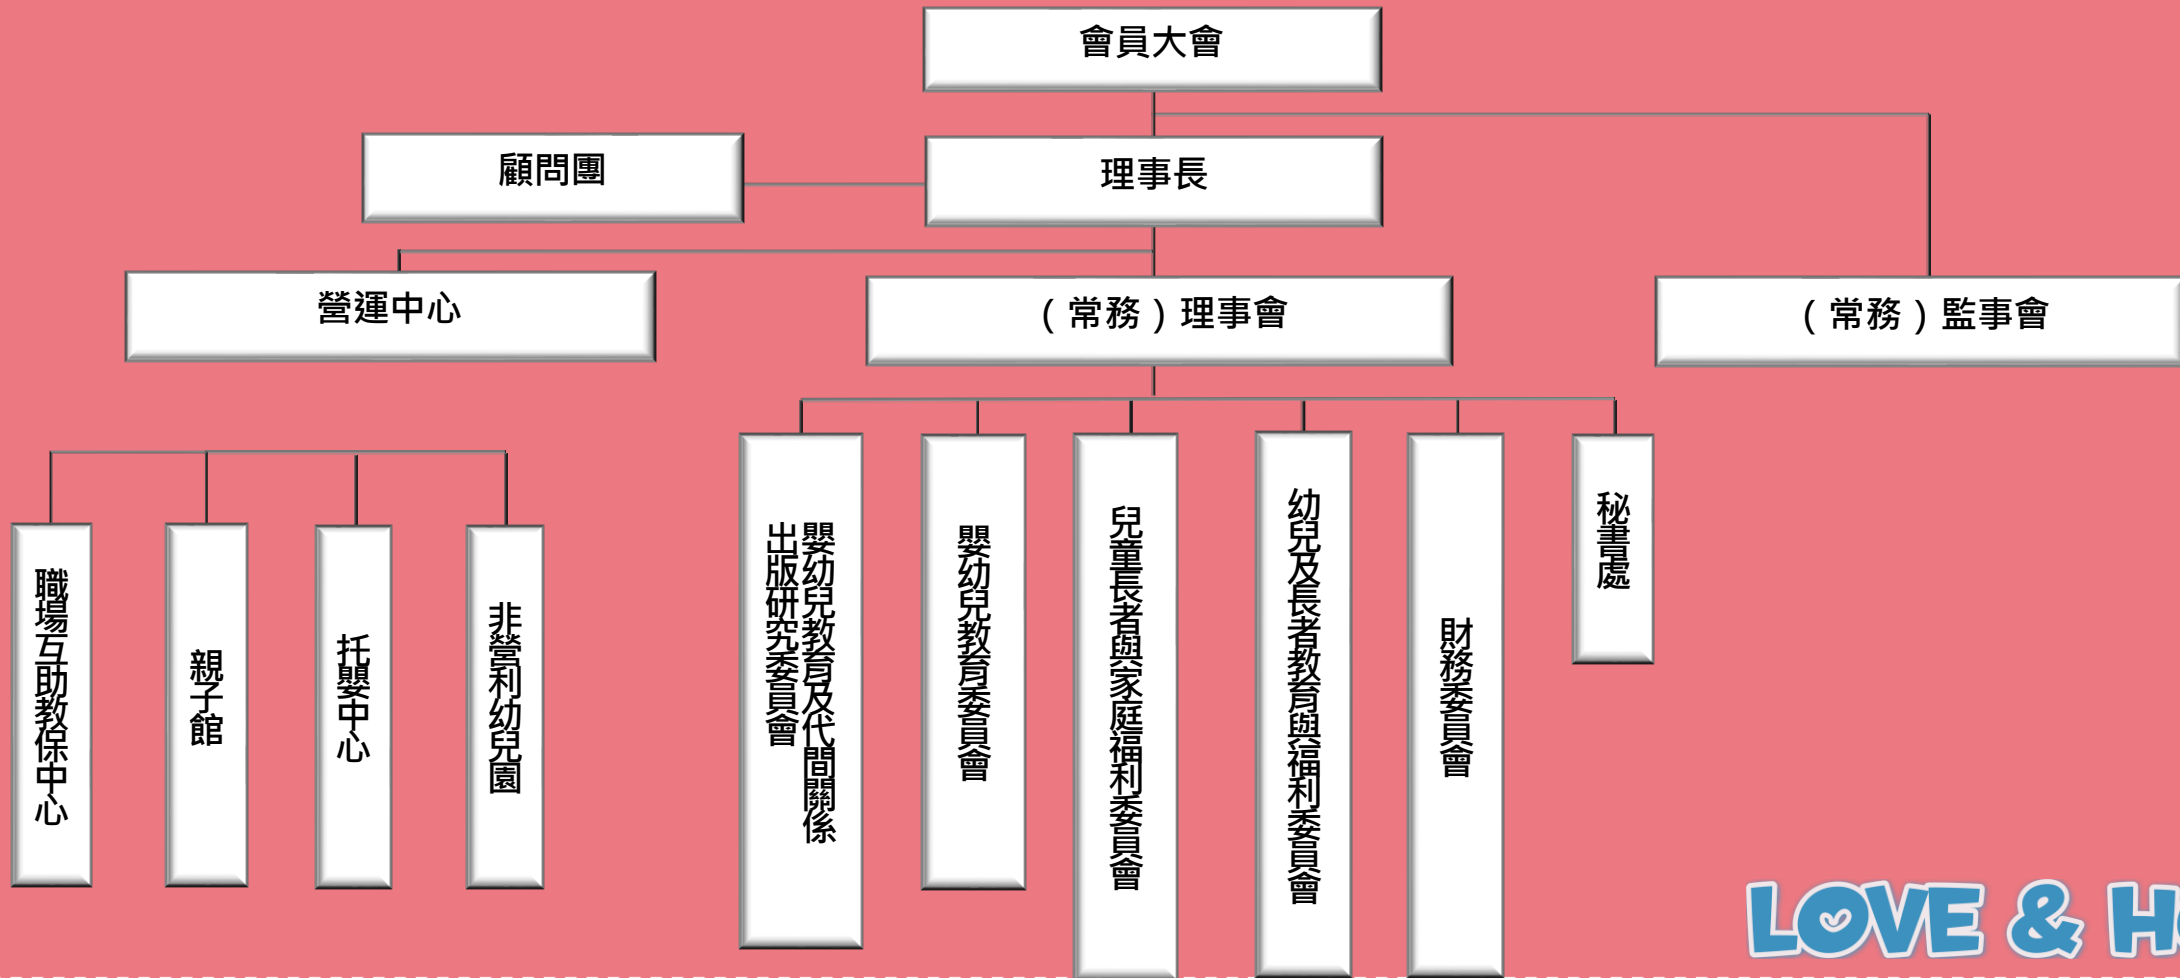 會員大會
顧問團
理事長
營運中心
（常務）理事會
（常務）監事會
職場互助教保中心
親子館
托嬰中心
非營利幼兒園
嬰幼兒教育及代間關係
出版研究委員會
嬰幼兒教育委員會
兒童長者與家庭福利委員會
幼兒及長者教育與福利委員會
財務委員會
秘書處
LOVE & H